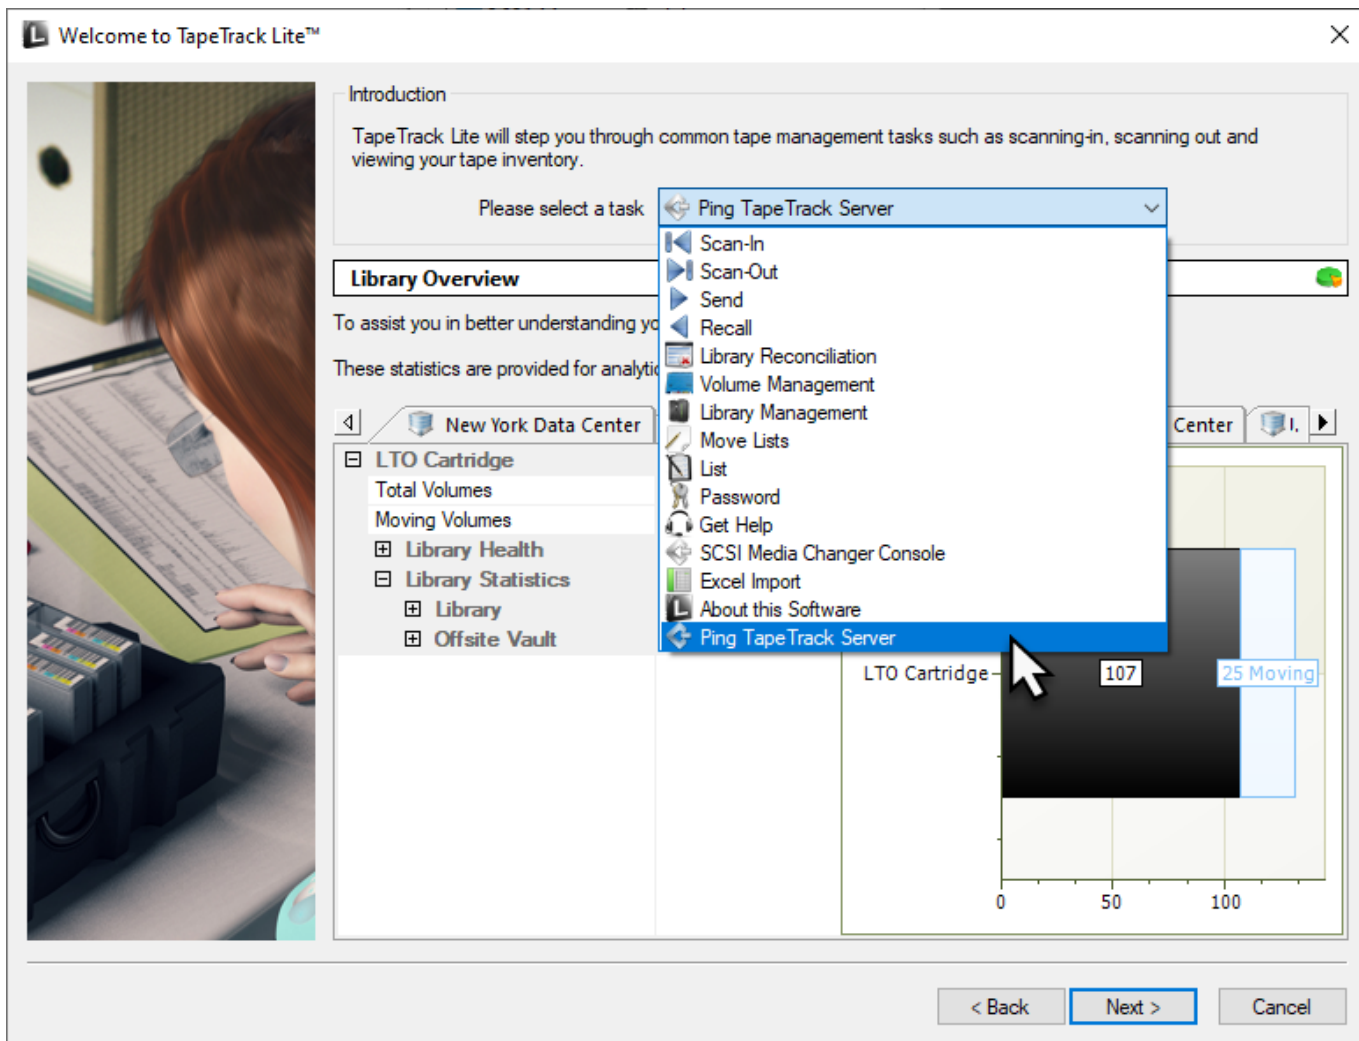 Welcome to TapeTrack Lite™
Introduction
TapeTrack Lite will step you through common tape management tasks such as scanning-in, scanning out and
viewing your tape inventory.
Please select a task
Ping TapeTrack Server
Scan-In
Scan-Out
Send
Recall
Library Reconciliation
Volume Management
Library Management
Move Lists
List
Password
Get Help
SCSI Media Changer Console
Excel Import
About this Software
Ping TapeTrack Server
Library Overview
To assist you in better understanding
These statistics are provided for
New York Data Center
Center
LTO Cartridge
Total Volumes
Moving Volumes
Library Health
Library Statistics
Library
Offsite Vault
LTO Cartridge
107
25 Moving
0 50 100
< Back
Next >
Cancel